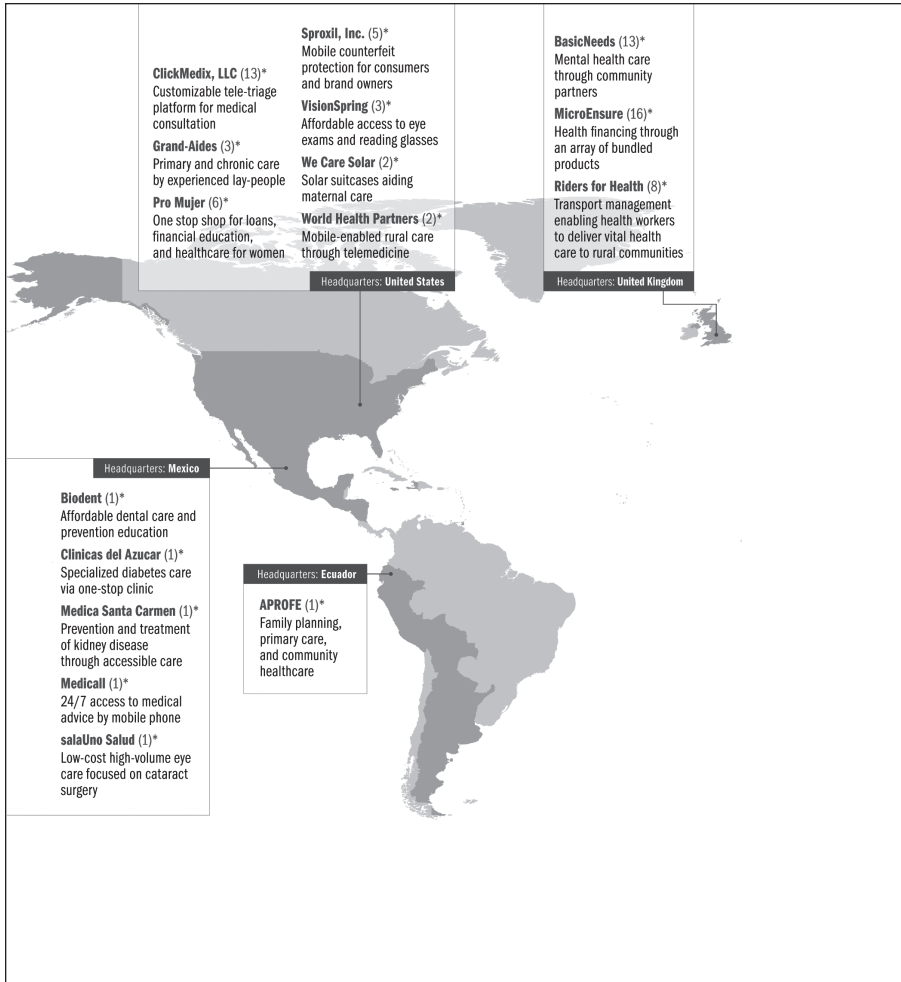 ClickMedix, LLC (13)*
Customizable tele-triage
platform for medical
consultation
Grand-Aides (3)*
Primary and chronic care
by experienced lay-people
Pro Mujer (6)*
One stop shop for loans,
financial education,
and healthcare for women
Sproxil, Inc. (5)*
Mobile counterfeit
protection for consumers
and brand owners
VisionSpring (3)*
Affordable access to eye
exams and reading glasses
We Care Solar (2)*
Solar suitcases aiding
maternal care
World Health Partners (2)*
Mobile-enabled rural care
through telemedicine
Headquarters: United States
BasicNeeds (13)*
Mental health care
through community
partners
MicroEnsure (16)*
Health financing through
an array of bundled
products
Riders for Health (8)*
Transport management
enabling health workers
to deliver vital health
care to rural communities
Headquarters: United Kingdom
Headquarters: Mexico
Biodent (1)*
Affordable dental care and
prevention education
Clinicas del Azucar (1)*
Specialized diabetes care
via one-stop clinic
Medica Santa Carmen (1)*
Prevention and treatment
of kidney disease
through accessible care
Medicall (1)*
24/7 access to medical
advice by mobile phone
salaUno Salud (1)*
Low-cost high-volume eye
care focused on cataract
surgery
Headquarters: Ecuador
APROFE (1)*
Family planning,
primary care,
and community
healthcare